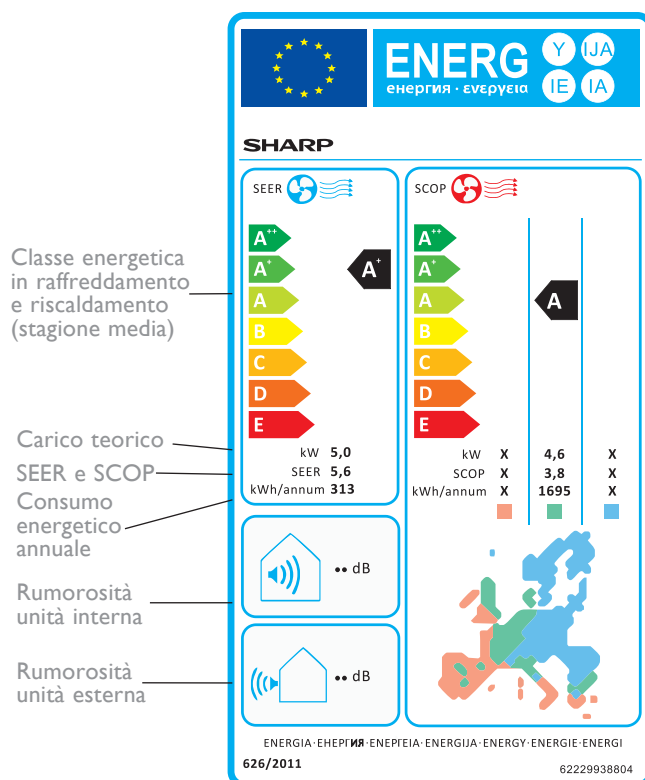 ENERG
енергия · ενεργεια
Y IJA
IE IA
SHARP
SEER
A++
A+
A
B
C
D
E
A+
kW 5,0
SEER 5,6
kWh/annum 313
SCOP
A++
A+
A
B
C
D
E
A
kW X 4,6 X
SCOP X 3,8 X
kWh/annum X 1695 X
•• dB
•• dB
Classe energetica
in raffreddamento
e riscaldamento
(stagione media)
Carico teorico
SEER e SCOP
Consumo
energetico
annuale
Rumorosità
unità interna
Rumorosità
unità esterna
ENERGIA·ЕНЕРГИЯ·ΕΝΕΡΓΕΙΑ·ENERGIJA·ENERGY·ENERGIE·ENERGI
626/2011
62229938804